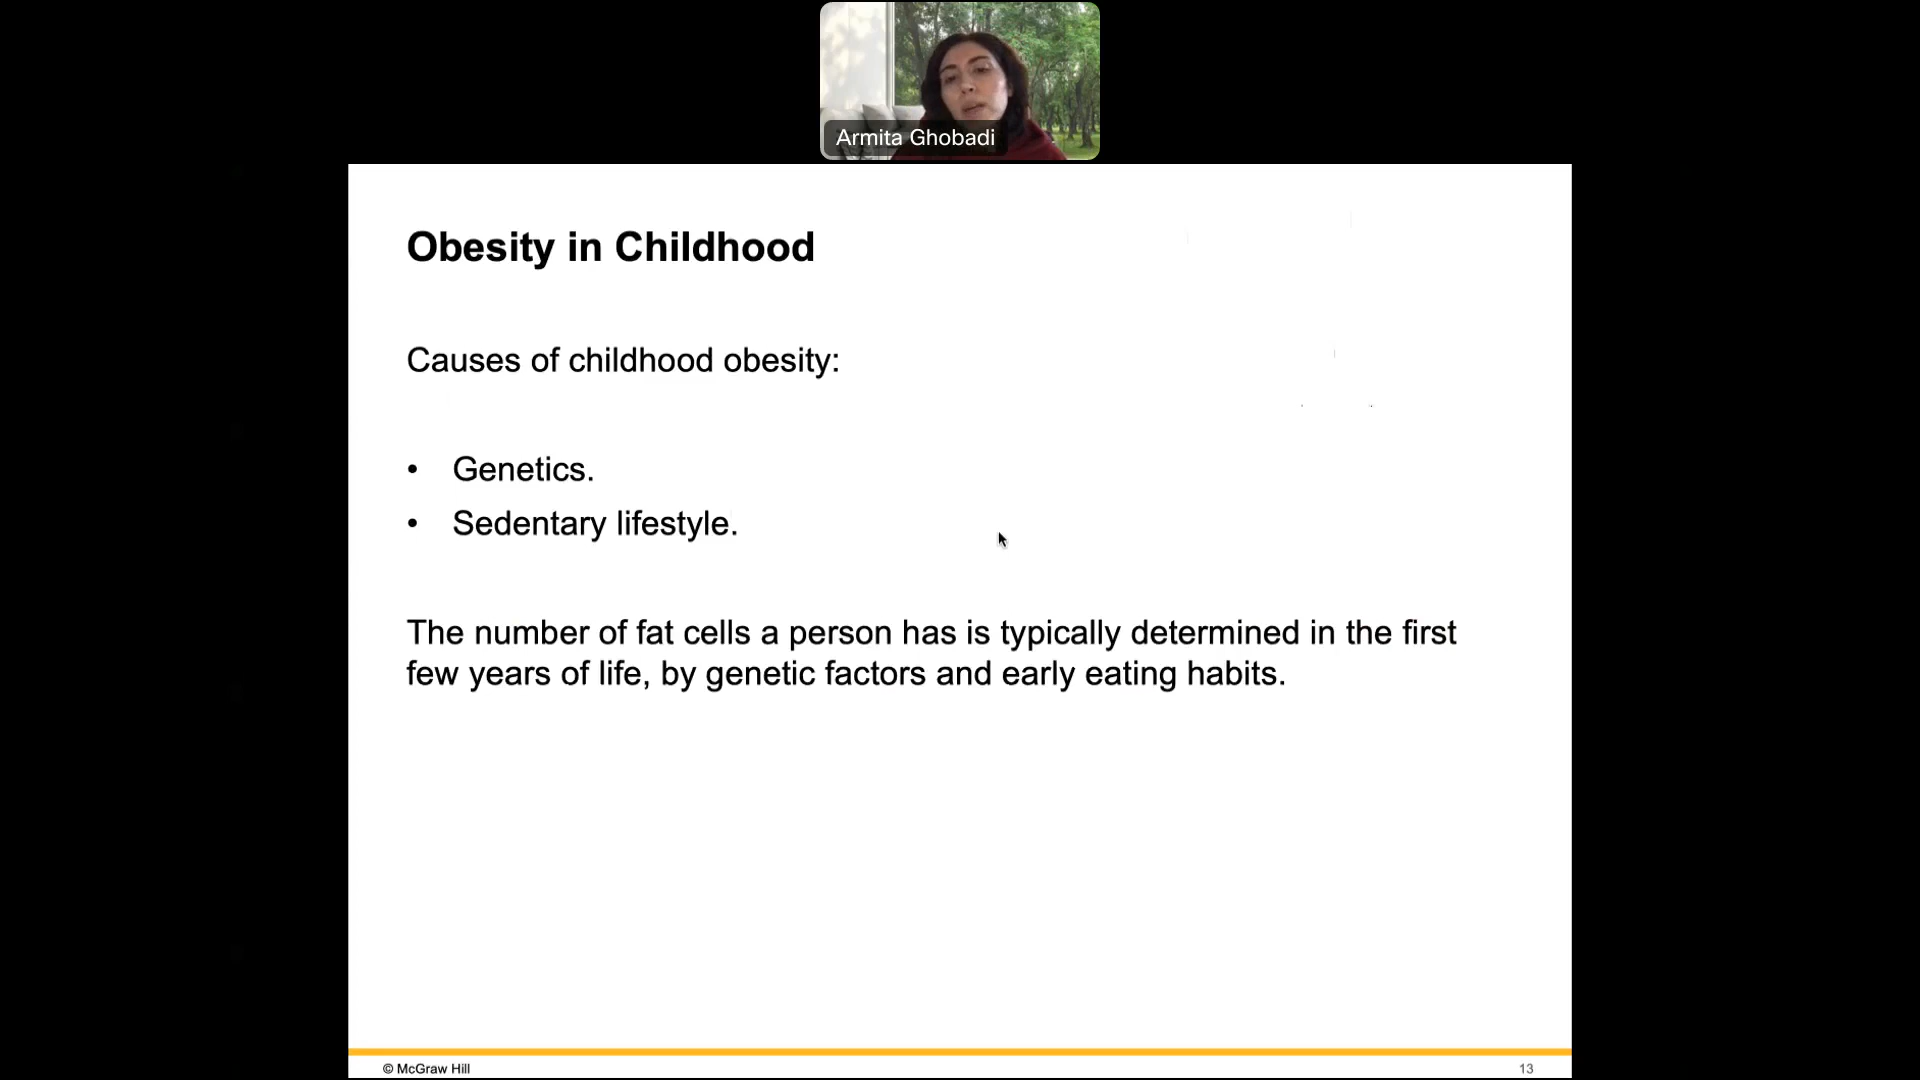 Armita Ghobadi
Obesity in Childhood
Causes of childhood obesity:
• Genetics.
• Sedentary lifestyle.
The number of fat cells a person has is typically determined in the first
few years of life, by genetic factors and early eating habits.
© McGraw Hill
13